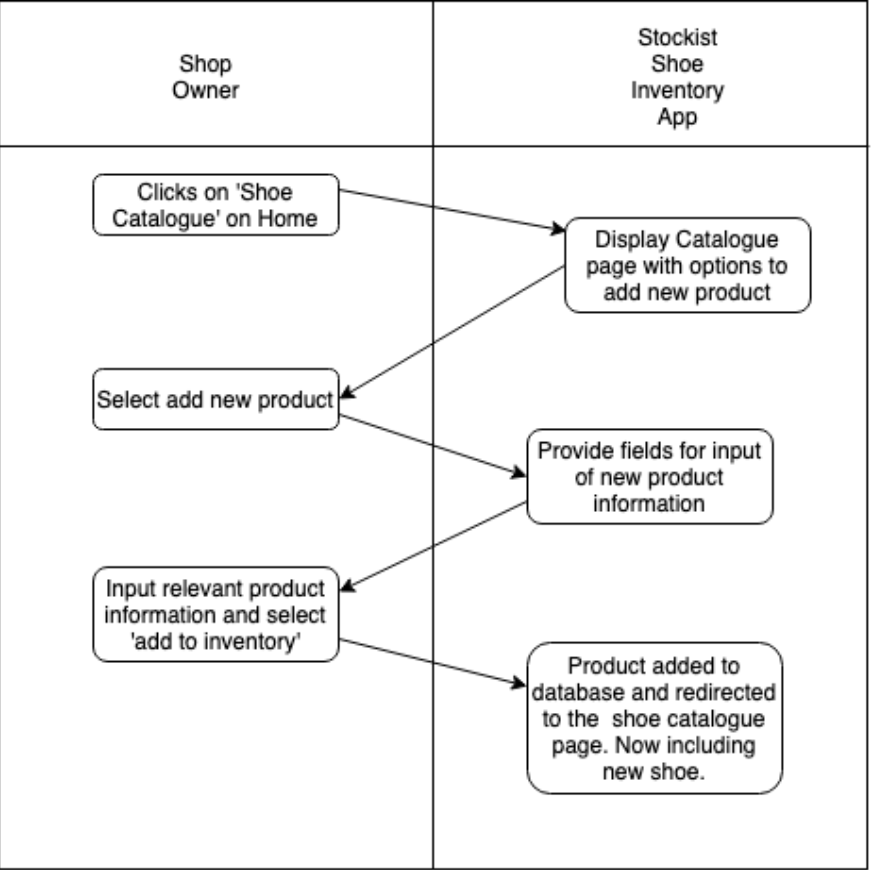 Shop
Owner
Stockist
Shoe
Inventory
App
Clicks on 'Shoe
Catalogue' on Home
Display Catalogue
page with options to
add new product
Select add new product
Provide fields for input
of new product
information
Input relevant product
information and select
'add to inventory'
Product added to
database and redirected
to the  shoe catalogue
page. Now including
new shoe.